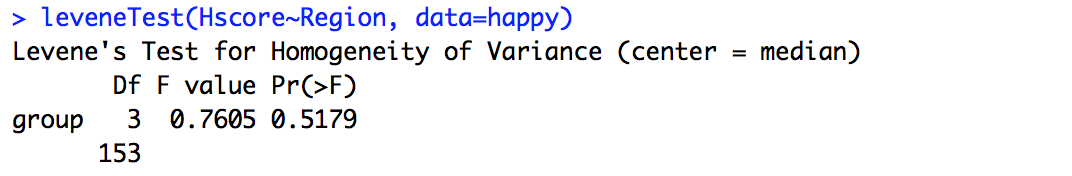 > leveneTest(Hscore~Region, data=happy)
Levene's Test for Homogeneity of Variance (center = median)
       Df F value Pr(>F)
group   3  0.7605 0.5179
      153